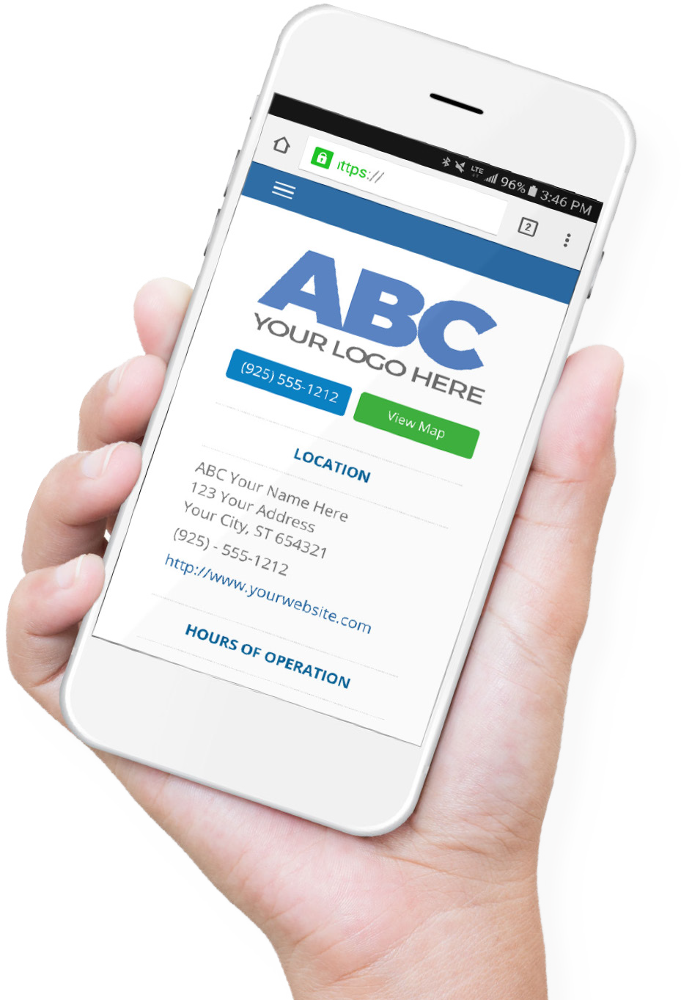 LTE 96% 3:46 PM
ttps://
2
ABC
YOUR LOGO HERE
(925) 555-1212
View Map
LOCATION
ABC Your Name Here
123 Your Address
Your City, ST 654321
(925) - 555-1212
http://www.yourwebsite.com
HOURS OF OPERATION